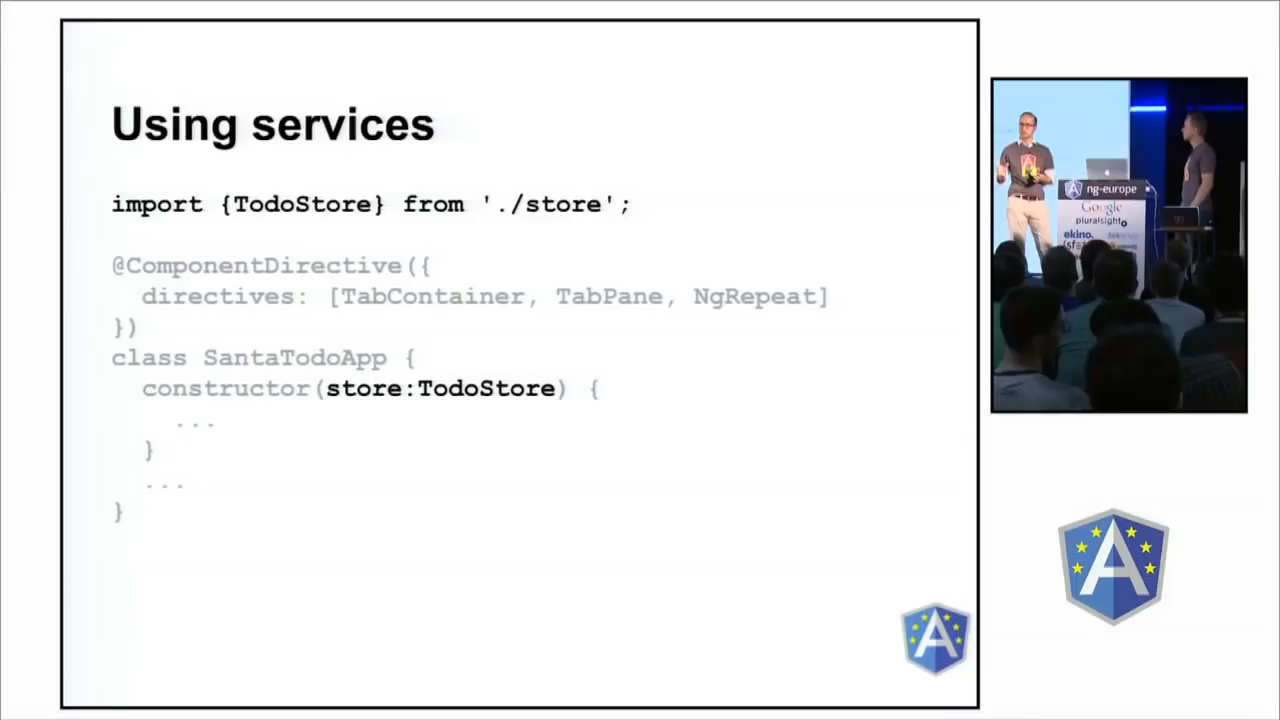 Using services
import {TodoStore} from './store';
@ComponentDirective({
directives: [TabContainer, TabPane, NgRepeat]
})
class SantaTodoApp {
constructor(store:TodoStore) {
...
}
...
}
ng-europe
Google
pluralsight
ekino.